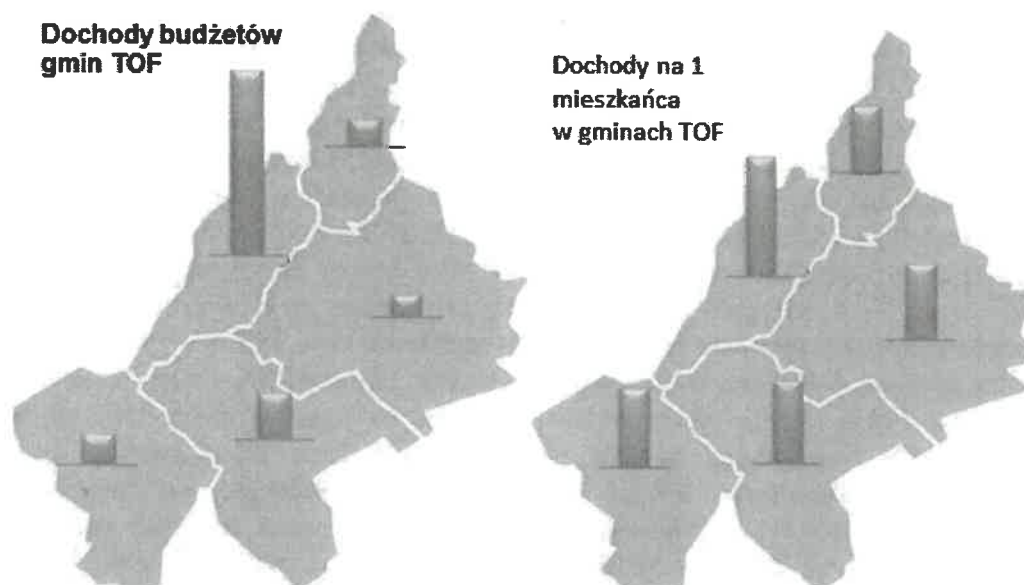 Dochody budżetów
gmin TOF
Dochody na 1
mieszkańca
w gminach TOF